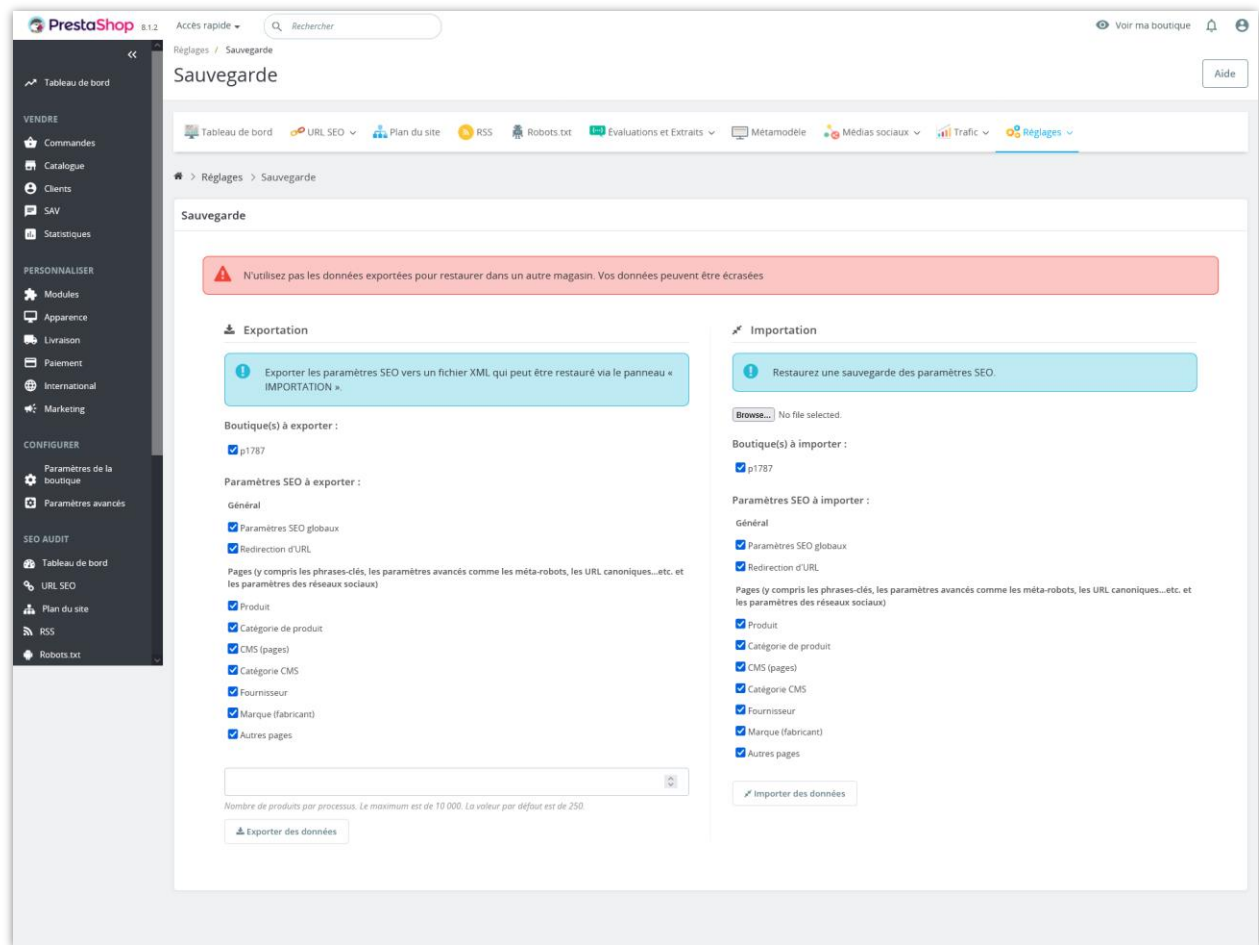 PrestaShop 8.1.2
Accès rapide
Rechercher
Voir ma boutique
Réglages / Sauvegarde
Sauvegarde
Aide
Tableau de bord
VENDRE
Commandes
Catalogue
Clients
SAV
Statistiques
PERSONNALISER
Modules
Apparence
Livraison
Paiement
International
Marketing
CONFIGURER
Paramètres de la
boutique
Paramètres avancés
SEO AUDIT
Tableau de bord
URL SEO
Plan du site
RSS
Robots.txt
Tableau de bord URL SEO Plan du site RSS Robots.txt Évaluations et Extraits Métamodèle Médias sociaux Trafic Réglages
> Réglages > Sauvegarde
Sauvegarde
N'utilisez pas les données exportées pour restaurer dans un autre magasin. Vos données peuvent être écrasées
Exportation
Exporter les paramètres SEO vers un fichier XML qui peut être restauré via le panneau «
IMPORTATION ».
Boutique(s) à exporter :
p1787
Paramètres SEO à exporter :
Général
Paramètres SEO globaux
Redirection d'URL
Pages (y compris les phrases-clés, les paramètres avancés comme les méta-robots, les URL canoniques...etc. et
les paramètres des réseaux sociaux)
Produit
Catégorie de produit
CMS (pages)
Catégorie CMS
Fournisseur
Marque (fabricant)
Autres pages
Nombre de produits par processus. Le maximum est de 10 000. La valeur par défaut est de 250.
Exporter des données
Importation
Restaurez une sauvegarde des paramètres SEO.
Browse... No file selected.
Boutique(s) à importer :
p1787
Paramètres SEO à importer :
Général
Paramètres SEO globaux
Redirection d'URL
Pages (y compris les phrases-clés, les paramètres avancés comme les méta-robots, les URL canoniques...etc. et
les paramètres des réseaux sociaux)
Produit
Catégorie de produit
CMS (pages)
Catégorie CMS
Fournisseur
Marque (fabricant)
Autres pages
Importer des données